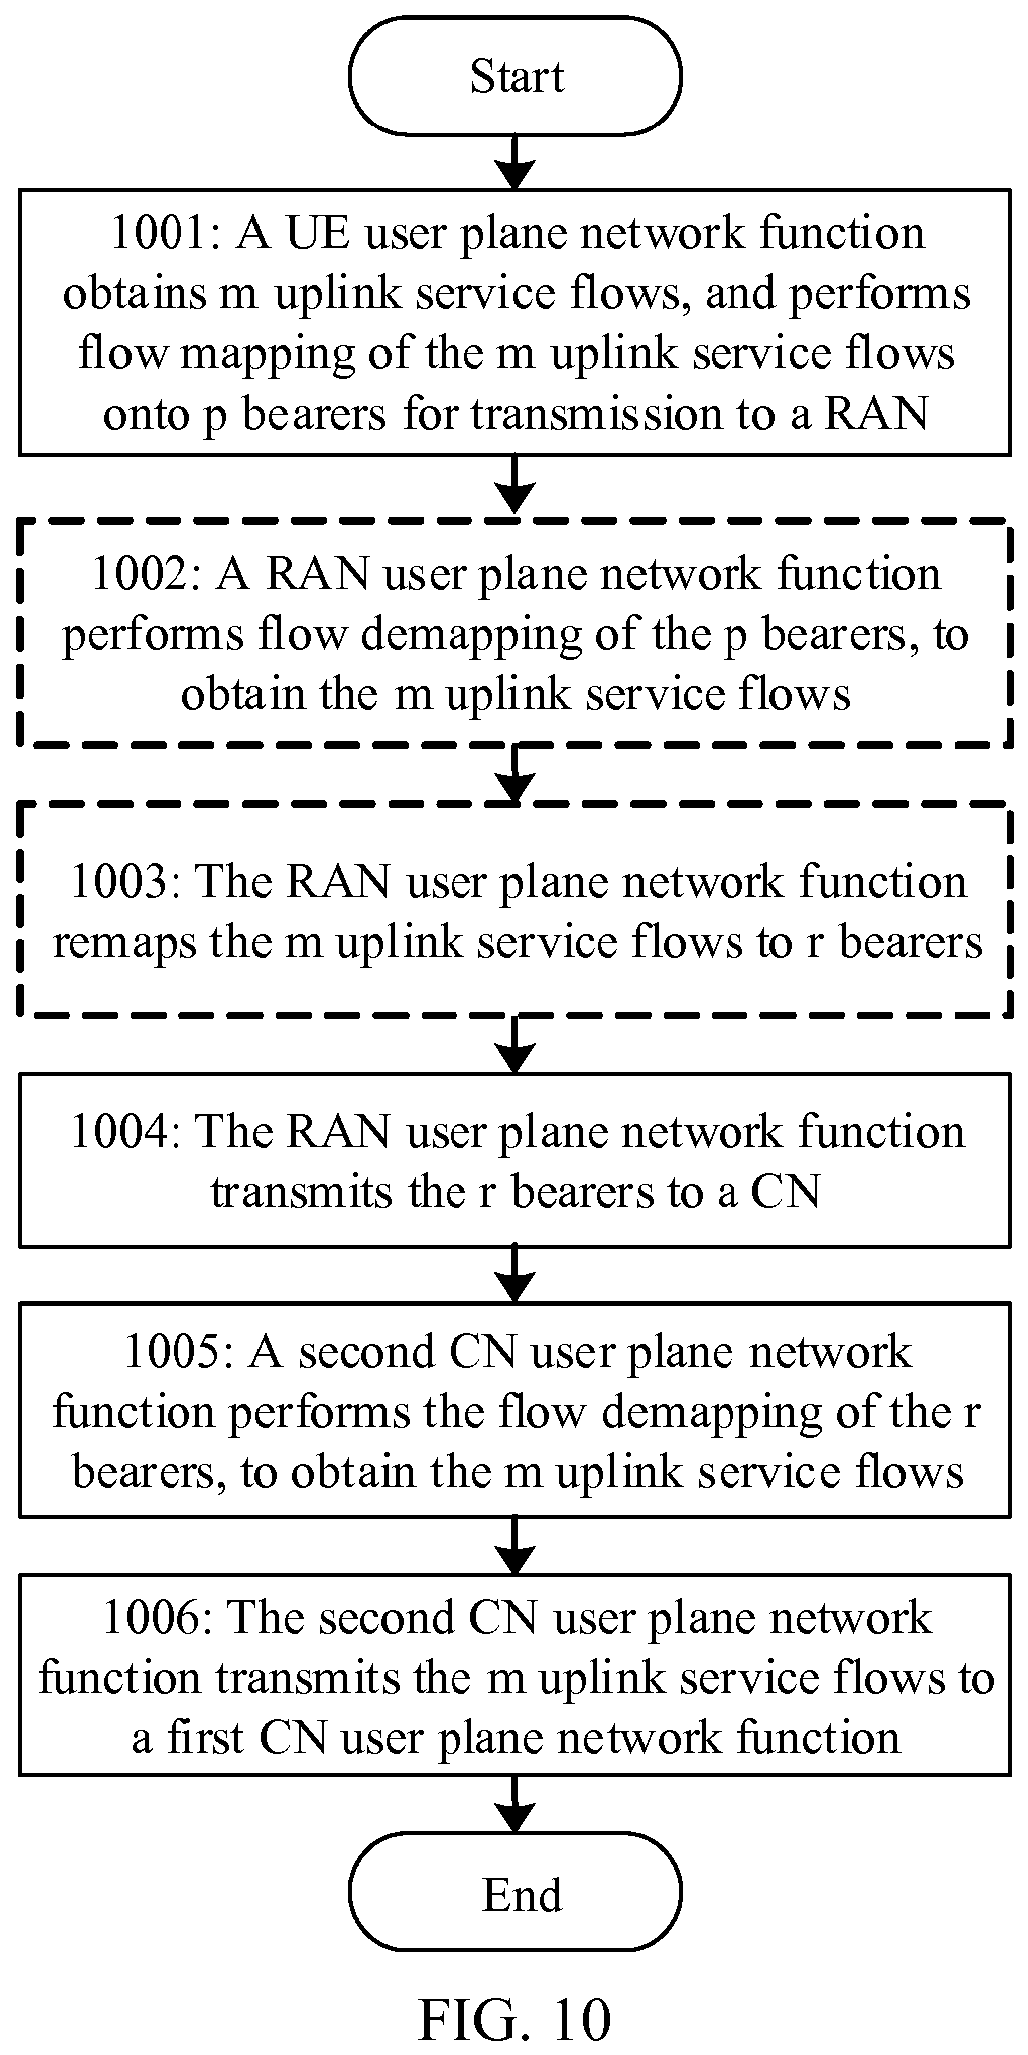 Start
1001: A UE user plane network function
obtains m uplink service flows, and performs
flow mapping of the m uplink service flows
onto p bearers for transmission to a RAN
1002: A RAN user plane network function
performs flow demapping of the p bearers, to
obtain the m uplink service flows
1003: The RAN user plane network function
remaps the m uplink service flows to r bearers
1004: The RAN user plane network function
transmits the r bearers to a CN
1005: A second CN user plane network
function performs the flow demapping of the r
bearers, to obtain the m uplink service flows
1006: The second CN user plane network
function transmits the m uplink service flows to
a first CN user plane network function
End
FIG. 10